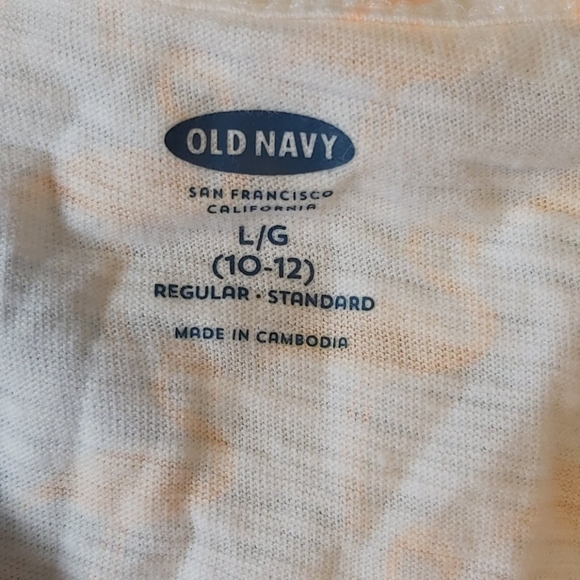 OLD NAVY
SAN FRANCISCO
CALIFORNIA
L/G
(10-12)
REGULAR · STANDARD
MADE IN CAMBODIA